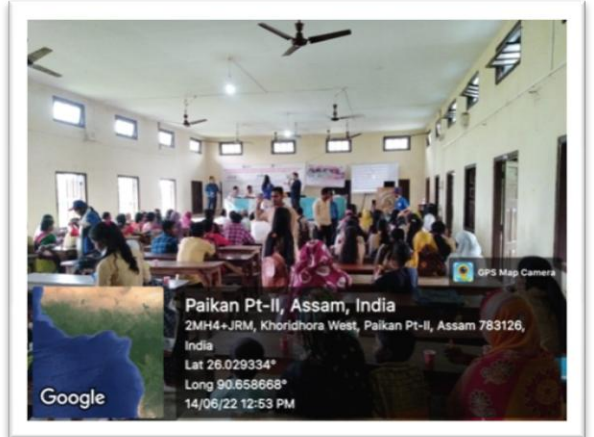 GPS Map Camera
Paikan Pt-II, Assam, India
2MH4+JRM, Khoridhora West, Paikan Pt-II, Assam 783126,
India
Lat 26.029334°
Long 90.658668°
14/06/22 12:53 PM
Google